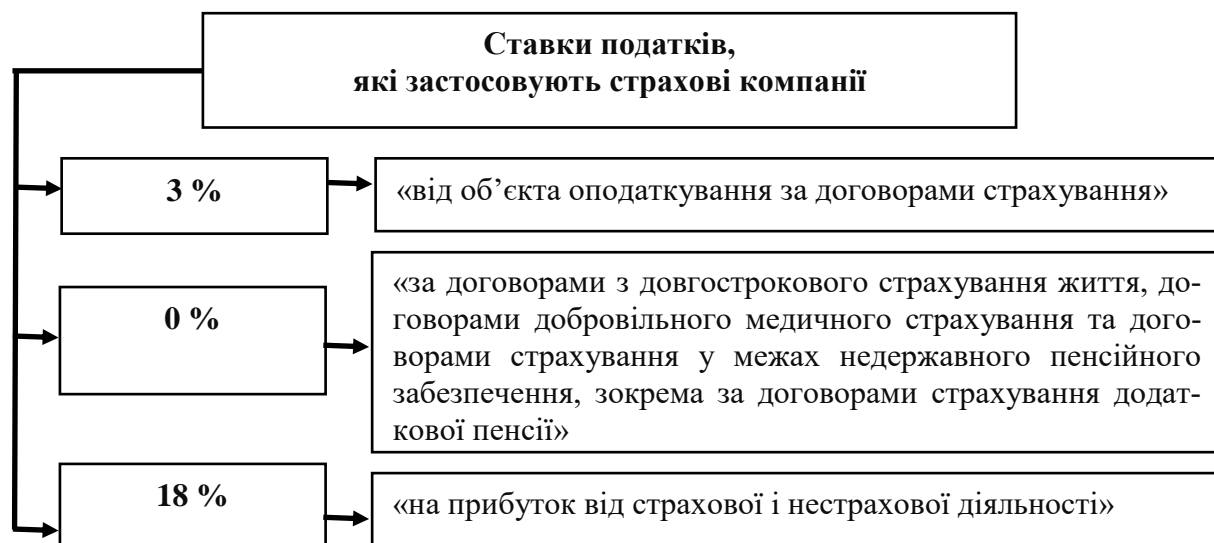 Ставки податків,
які застосовують страхові компанії
3 %
«від об’єкта оподаткування за договорами страхування»
0 %
«за договорами з довгострокового страхування життя, до-
говорами добровільного медичного страхування та дого-
ворами страхування у межах недержавного пенсійного
забезпечення, зокрема за договорами страхування додат-
кової пенсії»
18 %
«на прибуток від страхової і нестрахової діяльності»